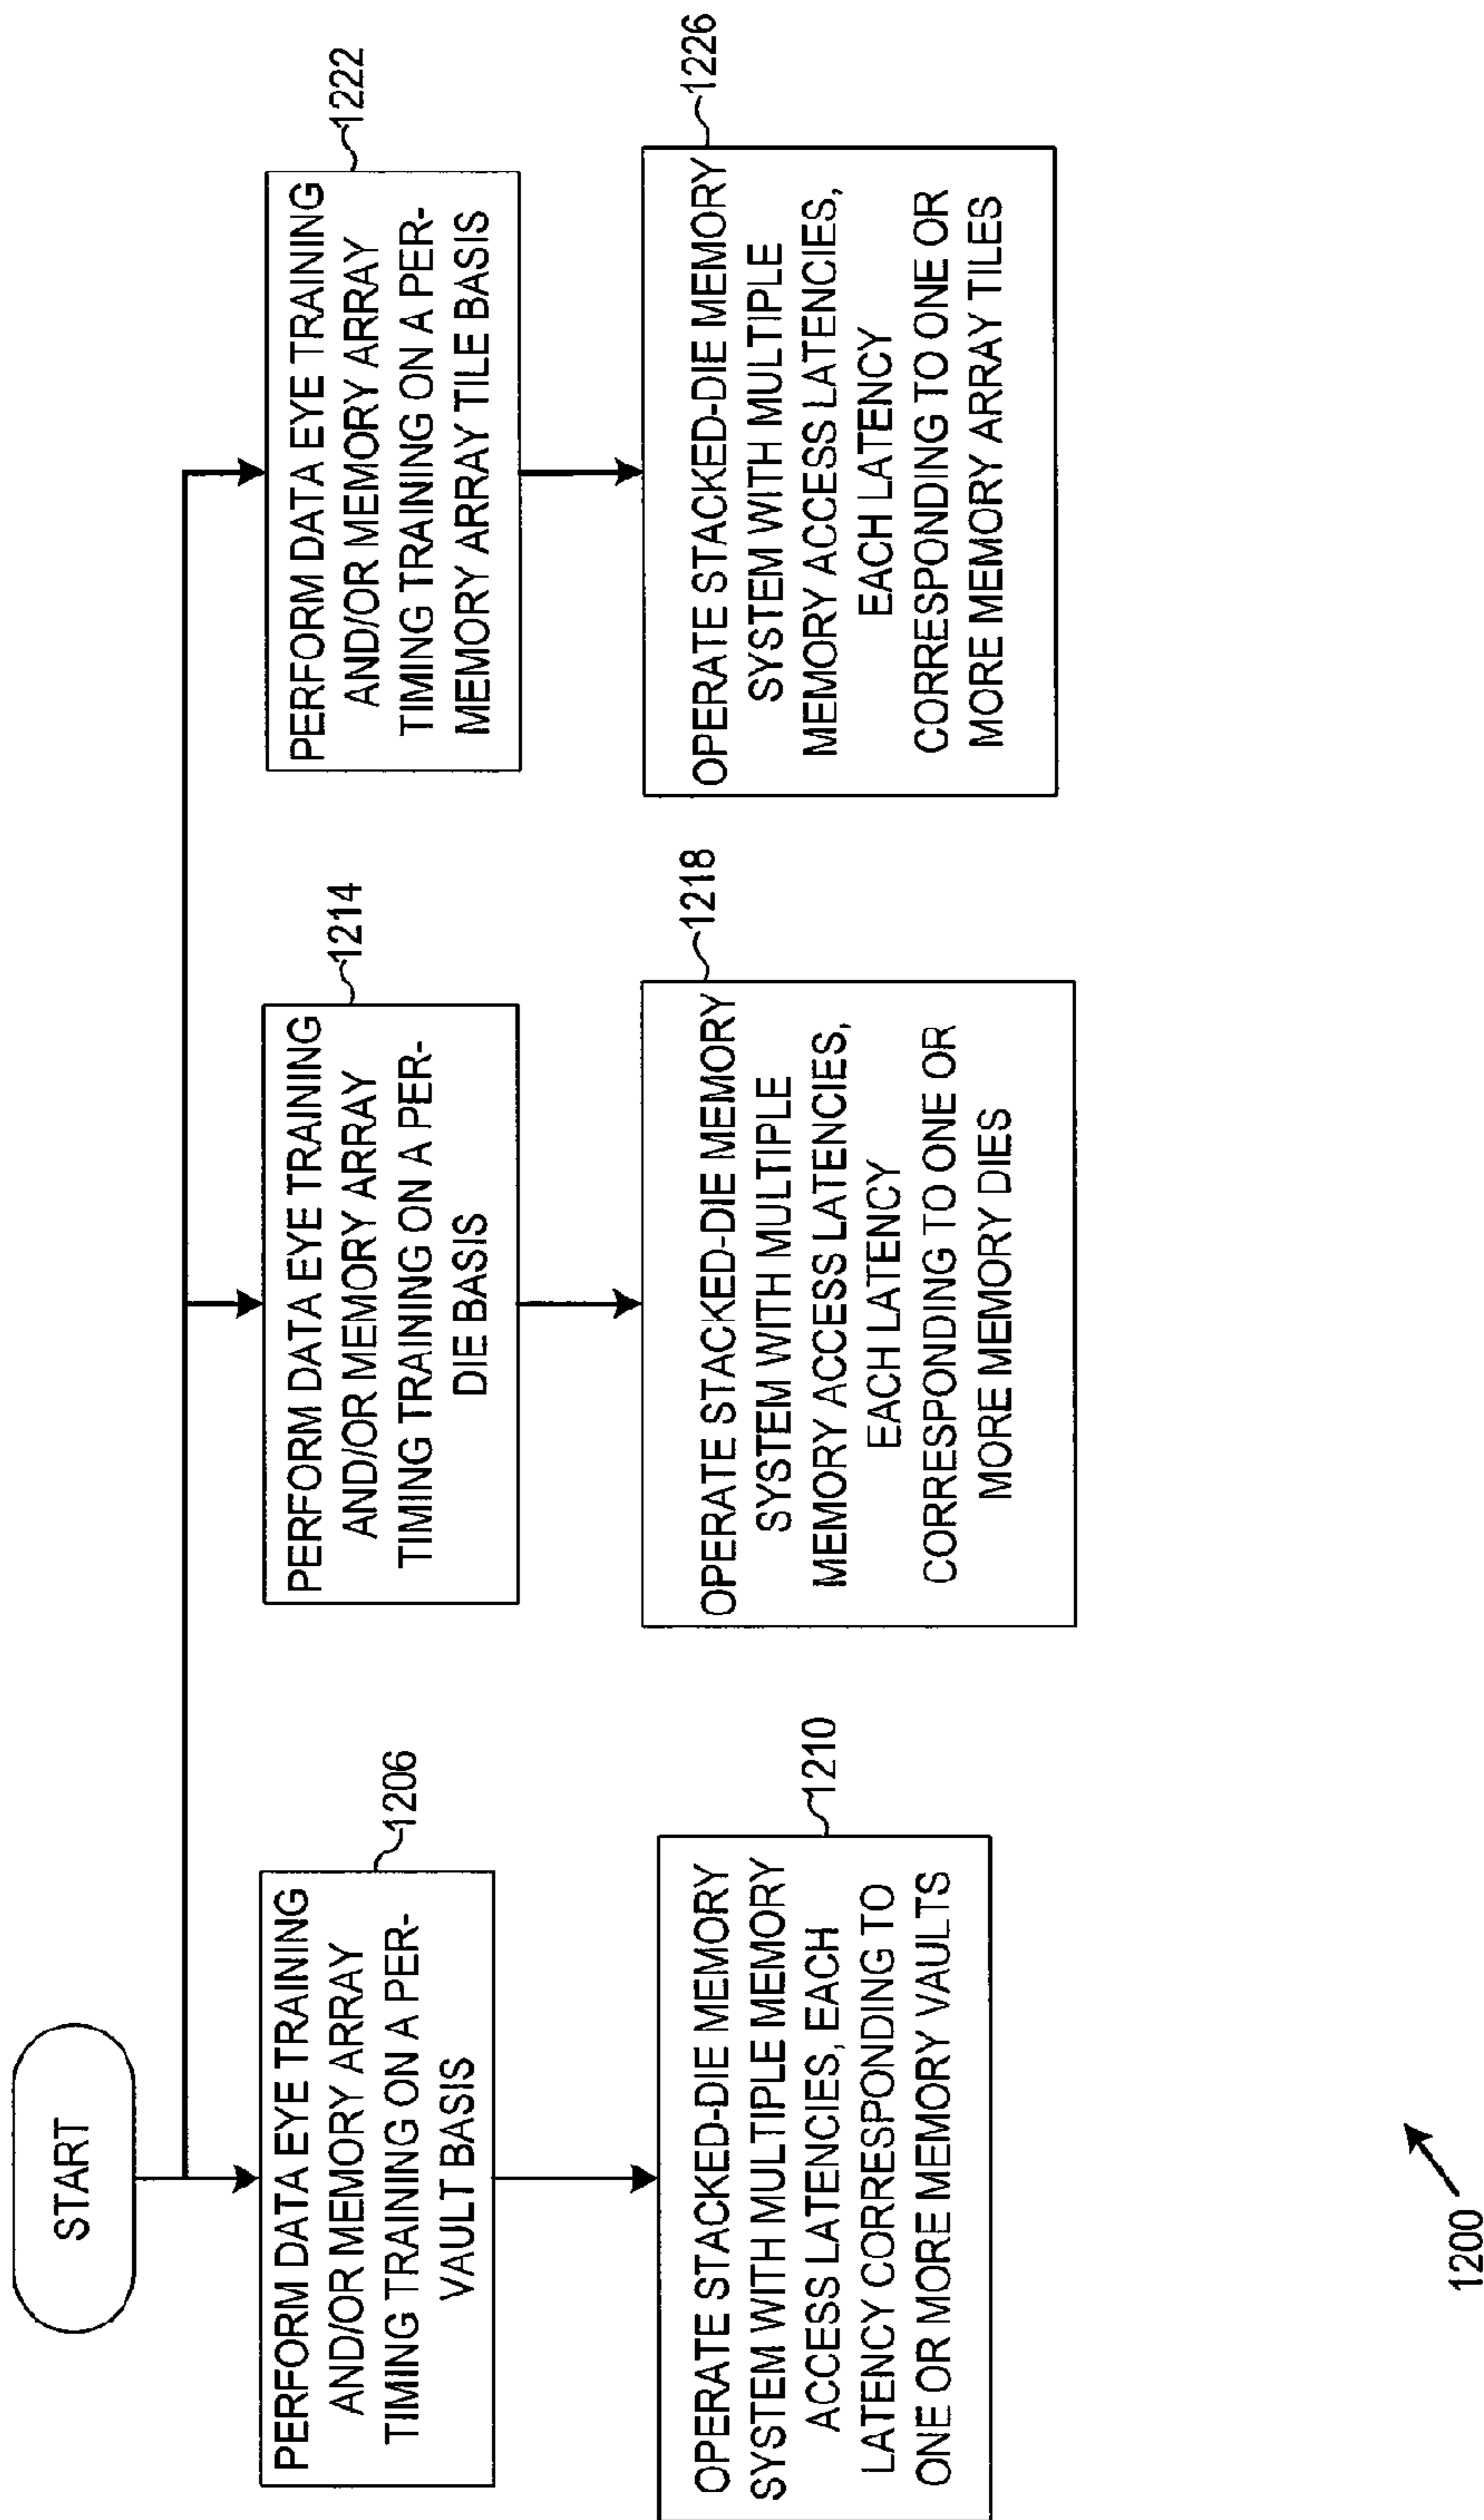 START
PERFORM DATA EYE TRAINING
AND/OR MEMORY ARRAY
TIMING TRAINING ON A PER-
VAULT BASIS
1206
OPERATE STACKED-DIE MEMORY
SYSTEM WITH MULTIPLE MEMORY
ACCESS LATENCIES, EACH
LATENCY CORRESPONDING TO
ONE OR MORE MEMORY VAULTS
1210
PERFORM DATA EYE TRAINING
AND/OR MEMORY ARRAY
TIMING TRAINING ON A PER-
DIE BASIS
1214
OPERATE STACKED-DIE MEMORY
SYSTEM WITH MULTIPLE
MEMORY ACCESS LATENCIES,
EACH LATENCY
CORRESPONDING TO ONE OR
MORE MEMORY DIES
1218
PERFORM DATA EYE TRAINING
AND/OR MEMORY ARRAY
TIMING TRAINING ON A PER-
MEMORY ARRAY TILE BASIS
1222
OPERATE STACKED-DIE MEMORY
SYSTEM WITH MULTIPLE
MEMORY ACCESS LATENCIES,
EACH LATENCY
CORRESPONDING TO ONE OR
MORE MEMORY ARRAY TILES
1226
1200